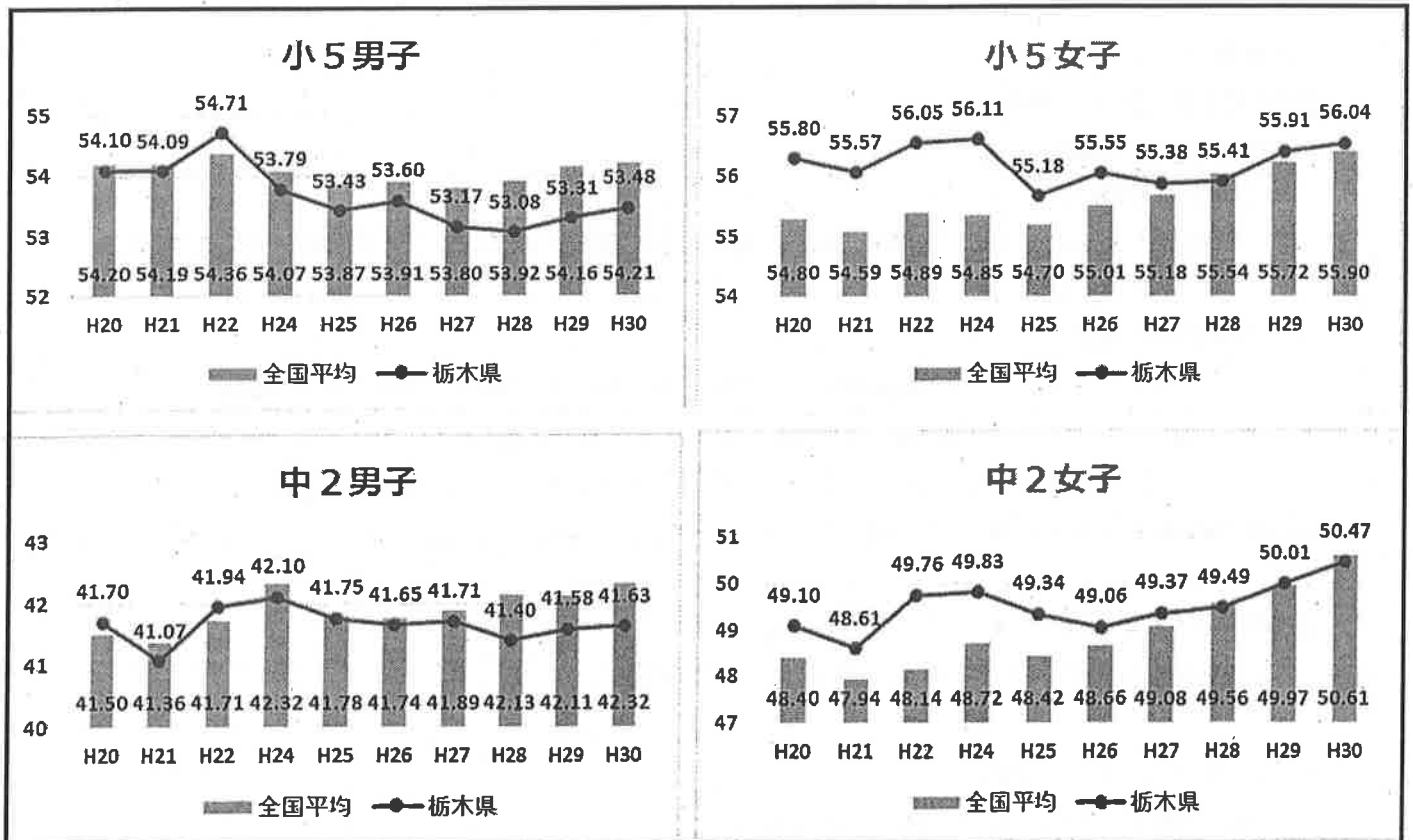 小５男子
55
54
53
52
54.10 54.09 54.71 53.79 53.43 53.60 53.17 53.08 53.31 53.48
54.20 54.19 54.36 54.07 53.87 53.91 53.80 53.92 54.16 54.21
H20 H21 H22 H24 H25 H26 H27 H28 H29 H30
全国平均 栃木県
小５女子
57
56
55
54
55.80 55.57 56.05 56.11 55.18 55.55 55.38 55.41 55.91 56.04
54.80 54.59 54.89 54.85 54.70 55.01 55.18 55.54 55.72 55.90
H20 H21 H22 H24 H25 H26 H27 H28 H29 H30
全国平均 栃木県
中２男子
43
42
41
40
41.70 41.07 41.94 42.10 41.75 41.65 41.71 41.40 41.58 41.63
41.50 41.36 41.71 42.32 41.78 41.74 41.89 42.13 42.11 42.32
H20 H21 H22 H24 H25 H26 H27 H28 H29 H30
全国平均 栃木県
中２女子
51
50
49
48
47
49.10 48.61 49.76 49.83 49.34 49.06 49.37 49.49 50.01 50.47
48.40 47.94 48.14 48.72 48.42 48.66 49.08 49.56 49.97 50.61
H20 H21 H22 H24 H25 H26 H27 H28 H29 H30
全国平均 栃木県